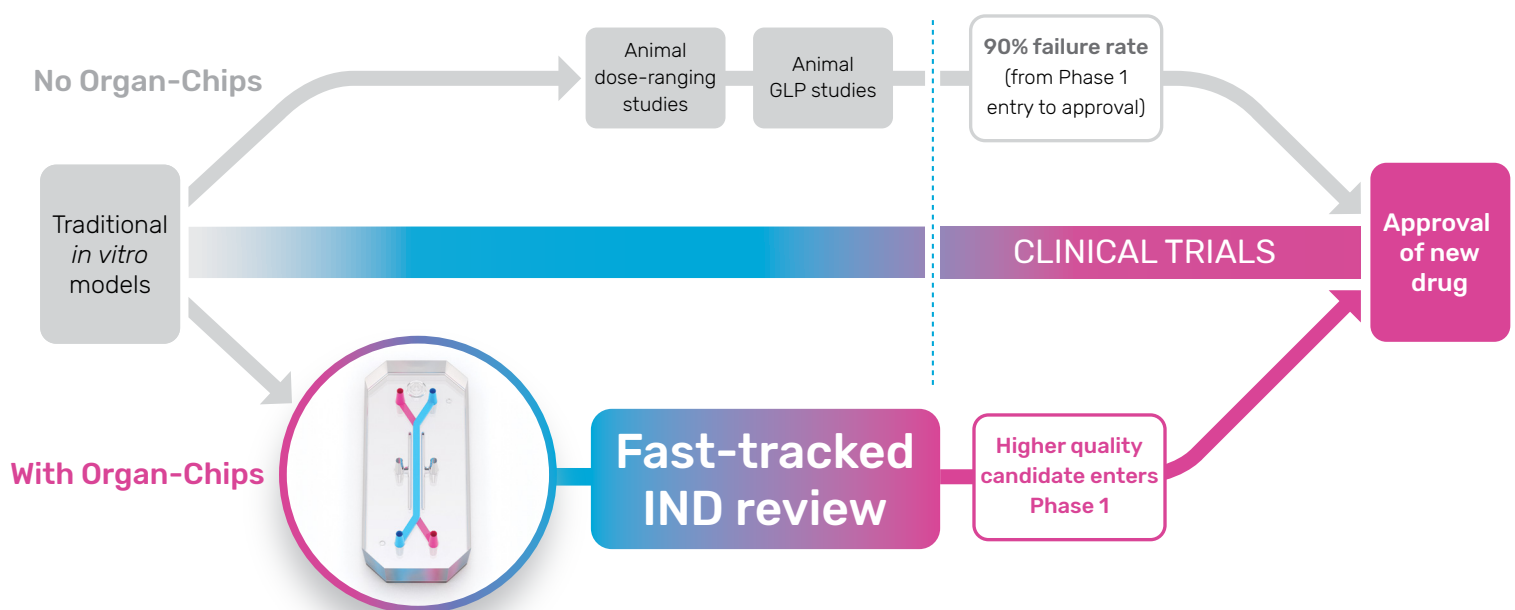 No Organ-Chips
Animal
dose-ranging
studies
Animal
GLP studies
90% failure rate
(from Phase 1
entry to approval)
Traditional
in vitro
models
CLINICAL TRIALS
Approval
of new
drug
With Organ-Chips
Fast-tracked
IND review
Higher quality
candidate enters
Phase 1